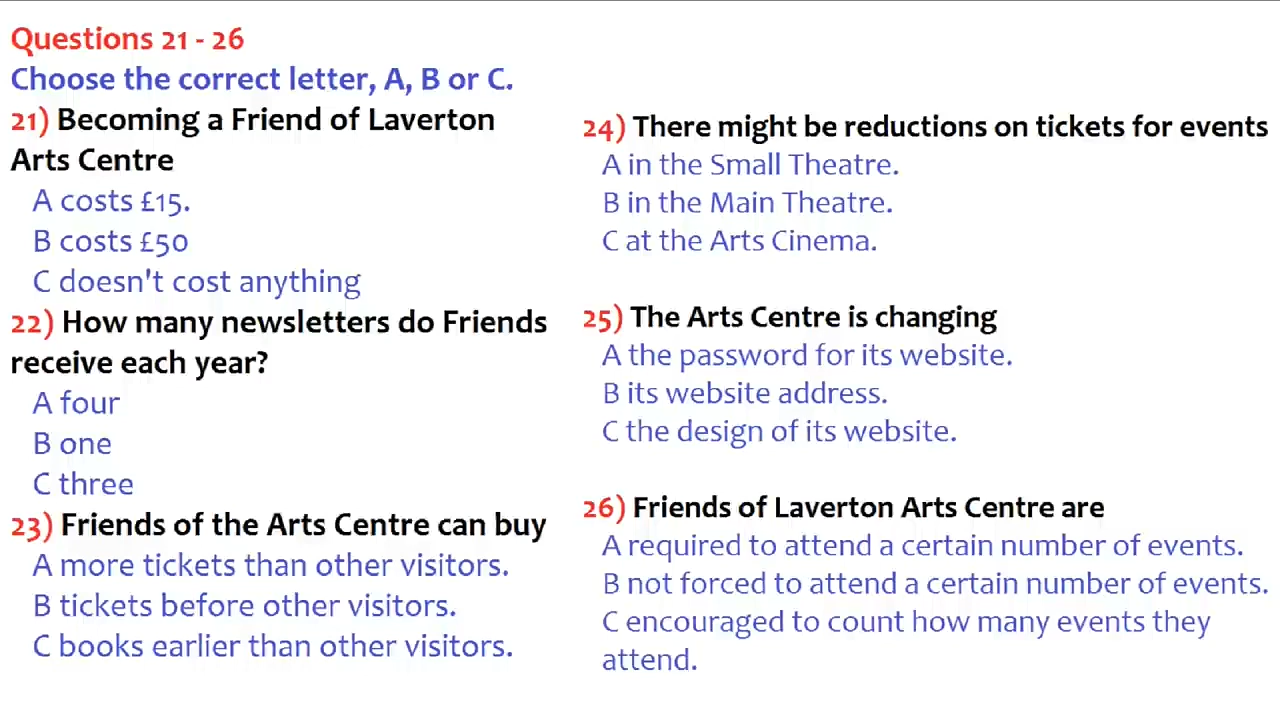 Questions 21 - 26
Choose the correct letter, A, B or C.
21) Becoming a Friend of Laverton
Arts Centre
A costs £15.
B costs £50
C doesn't cost anything
22) How many newsletters do Friends
receive each year?
A four
B one
C three
23) Friends of the Arts Centre can buy
A more tickets than other visitors.
B tickets before other visitors.
C books earlier than other visitors.
24) There might be reductions on tickets for events
A in the Small Theatre.
B in the Main Theatre.
C at the Arts Cinema.
25) The Arts Centre is changing
A the password for its website.
B its website address.
C the design of its website.
26) Friends of Laverton Arts Centre are
A required to attend a certain number of events.
B not forced to attend a certain number of events.
C encouraged to count how many events they
attend.